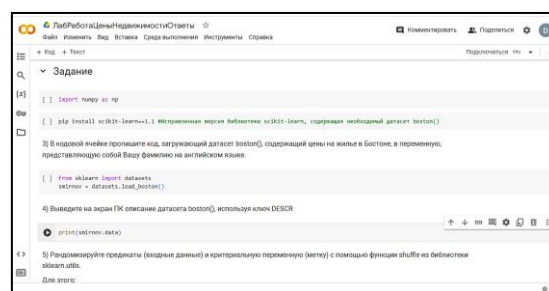 ЛабРаботаЦеныНедвижимостиОтветы
Комментировать Поделиться
Файл Изменить Вид Вставка Среда выполнения Инструменты Справка
+ Код + Текст Подключиться
Задание
[ ] import numpy as np
[ ] pip install scikit-learn==1.1 #Исправленная версия библиотеки scikit-learn, содержащая необходимый датасет boston()
3) В кодовой ячейке пропишите код, загружающий датасет boston(), содержащий цены на жилье в Бостоне, в переменную,
представляющую собой Вашу фамилию на английском языке.
[ ] from sklearn import datasets
smirnov = datasets.load_boston()
4) Выведите на экран ПК описание датасета boston(), используя ключ DESCR
print(smirnov.data)
5) Рандомизируйте предикаты (входные данные) и критериальную переменную (метку) с помощью функции shuffle из библиотеки
sklearn.utils.
Для этого: